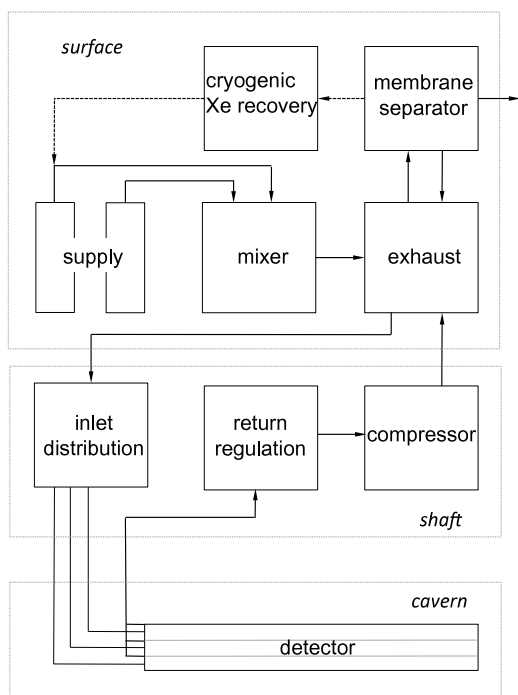 surface
cryogenic
Xe recovery
membrane
separator
supply
mixer
exhaust
inlet
distribution
return
regulation
compressor
shaft
cavern
detector